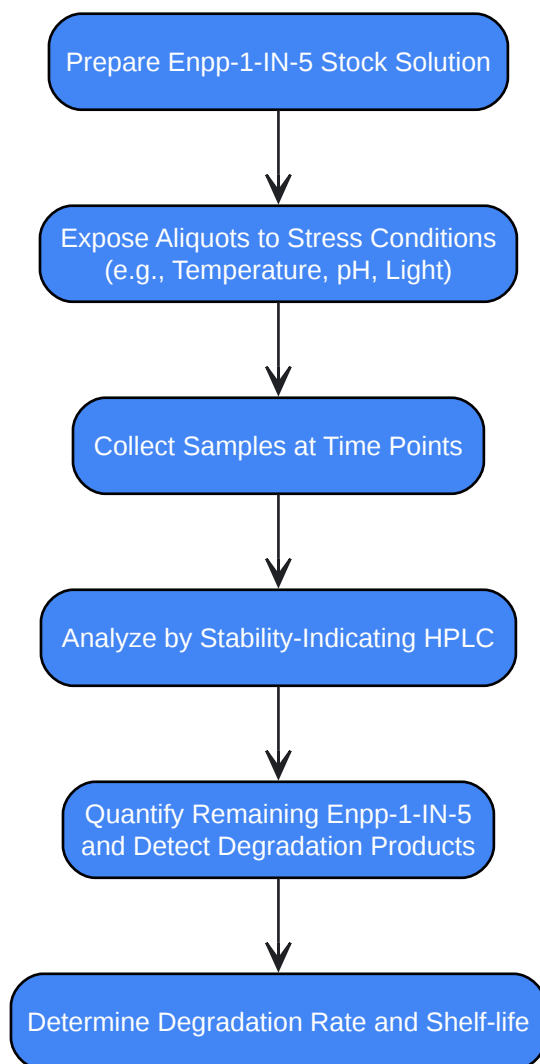 Prepare Enpp-1-IN-5 Stock Solution
Expose Aliquots to Stress Conditions
(e.g., Temperature, pH, Light)
Collect Samples at Time Points
Analyze by Stability-Indicating HPLC
Quantify Remaining Enpp-1-IN-5
and Detect Degradation Products
Determine Degradation Rate and Shelf-life